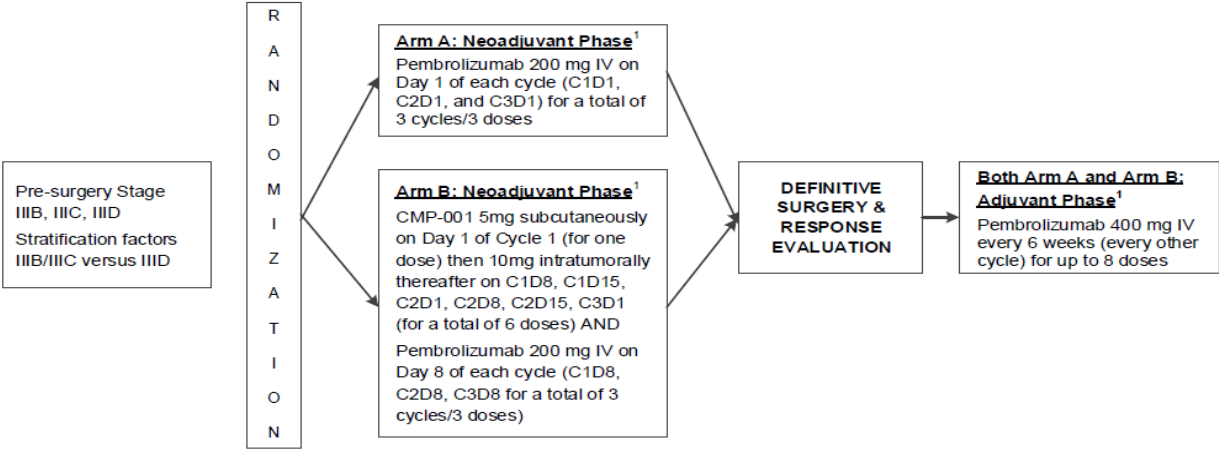 Pre-surgery Stage
IIIB, IIIC, IIID
Stratification factors
IIIB/IIIC versus IIID
R
A
N
D
O
M
I
Z
A
T
I
O
N
Arm A: Neoadjuvant Phase1
Pembrolizumab 200 mg IV on
Day 1 of each cycle (C1D1,
C2D1, and C3D1) for a total of
3 cycles/3 doses
Arm B: Neoadjuvant Phase1
CMP-001 5mg subcutaneously
on Day 1 of Cycle 1 (for one
dose) then 10mg intratumorally
thereafter on C1D8, C1D15,
C2D1, C2D8, C2D15, C3D1
(for a total of 6 doses) AND
Pembrolizumab 200 mg IV on
Day 8 of each cycle (C1D8,
C2D8, C3D8 for a total of 3
cycles/3 doses)
DEFINITIVE
SURGERY &
RESPONSE
EVALUATION
Both Arm A and Arm B:
Adjuvant Phase1
Pembrolizumab 400 mg IV
every 6 weeks (every other
cycle) for up to 8 doses